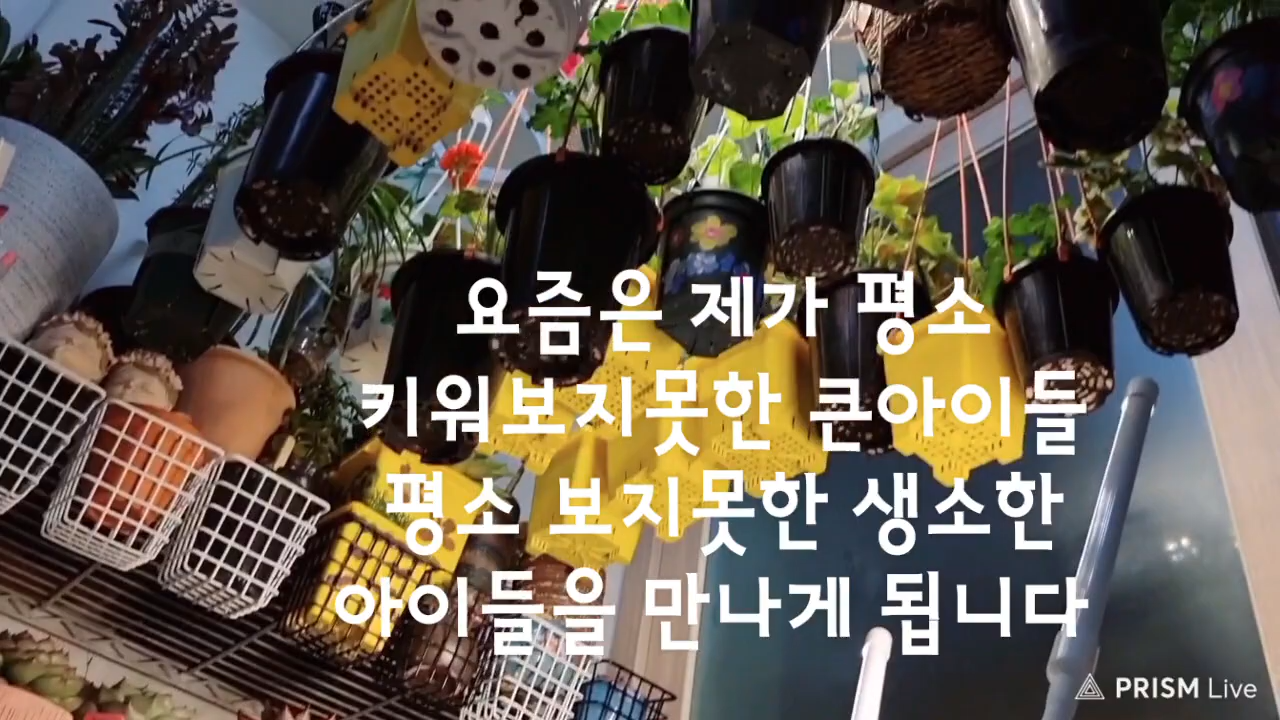 요즘은 제가 평소
키워보지못한 큰아이들
평소 보지못한 생소한
아이들을 만나게 됩니다
PRISM Live